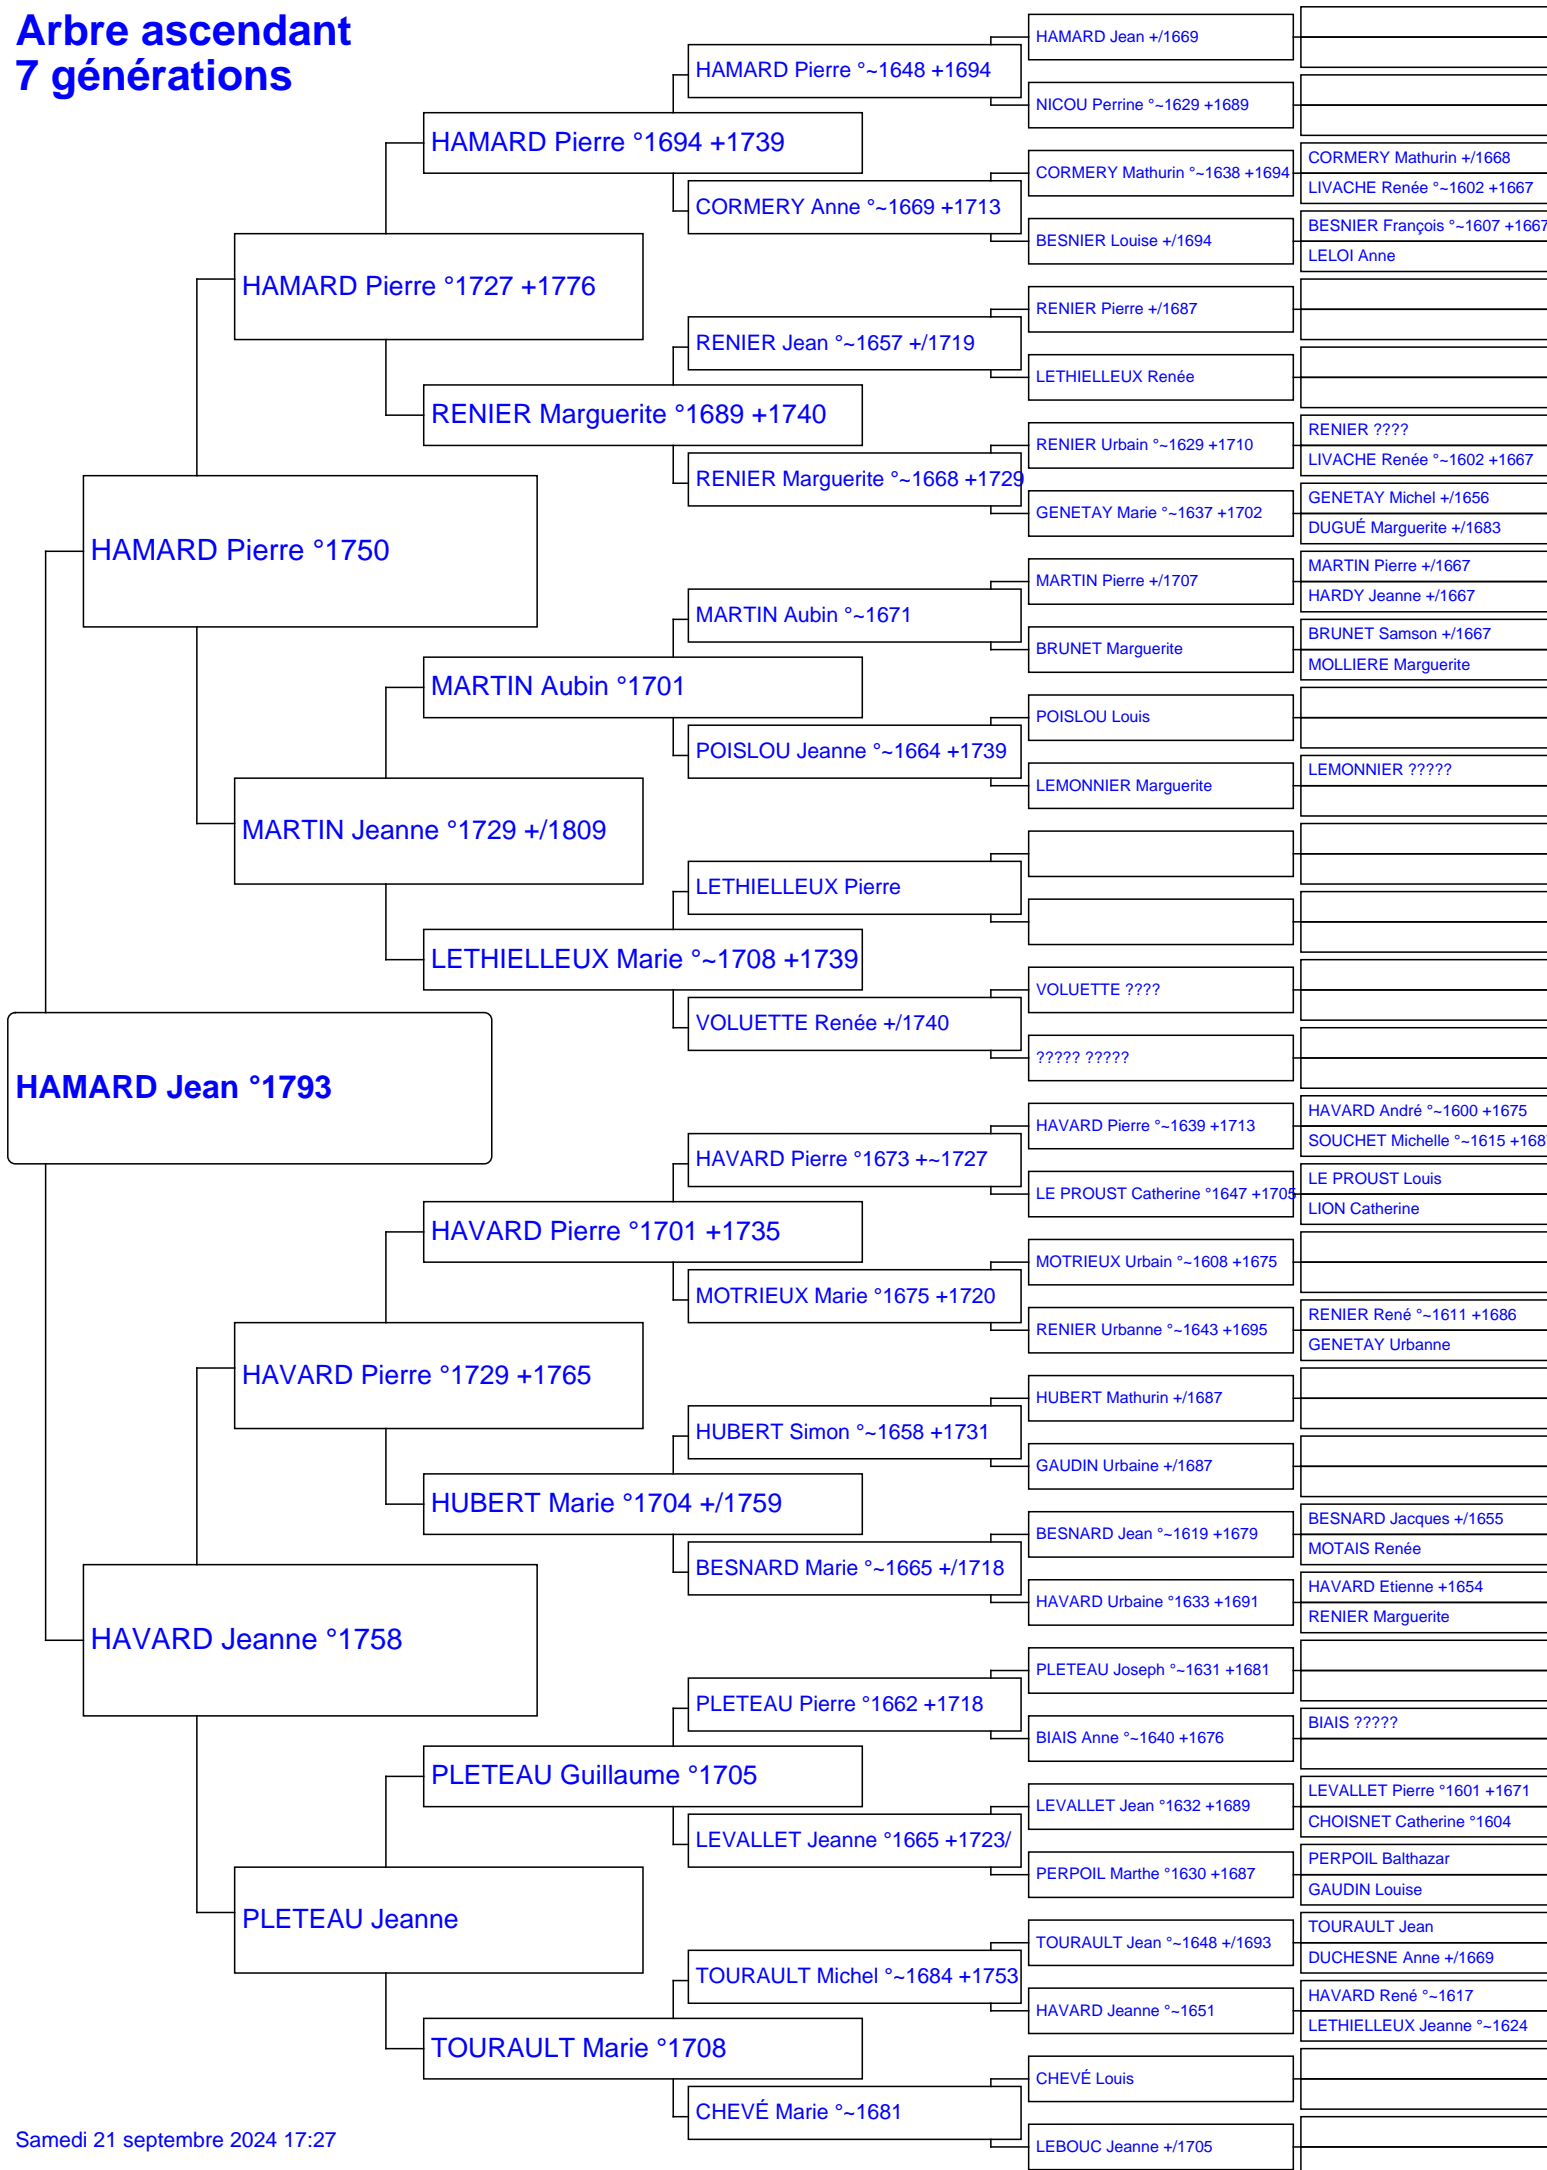 Arbre ascendant
7 générations
HAMARD Jean °1793
HAMARD Pierre °1750
HAVARD Jeanne °1758
HAMARD Pierre °1727 +1776
MARTIN Jeanne °1729 +/1809
HAVARD Pierre °1729 +1765
PLETEAU Jeanne
HAMARD Pierre °1694 +1739
RENIER Marguerite °1689 +1740
MARTIN Aubin °1701
LETHIELLEUX Marie °~1708 +1739
HAVARD Pierre °1701 +1735
HUBERT Marie °1704 +/1759
PLETEAU Guillaume °1705
TOURAULT Marie °1708
HAMARD Pierre °~1648 +1694
CORMERY Anne °~1669 +1713
RENIER Jean °~1657 +/1719
RENIER Marguerite °~1668 +1729
MARTIN Aubin °~1671
POISLOU Jeanne °~1664 +1739
LETHIELLEUX Pierre
VOLUETTE Renée +/1740
HAVARD Pierre °1673 +~1727
MOTRIEUX Marie °1675 +1720
HUBERT Simon °~1658 +1731
BESNARD Marie °~1665 +/1718
PLETEAU Pierre °1662 +1718
LEVALLET Jeanne °1665 +1723/
TOURAULT Michel °~1684 +1753
CHEVÉ Marie °~1681
HAMARD Jean +/1669
NICOU Perrine °~1629 +1689
CORMERY Mathurin °~1638 +1694
BESNIER Louise +/1694
RENIER Pierre +/1687
LETHIELLEUX Renée
RENIER Urbain °~1629 +1710
GENETAY Marie °~1637 +1702
MARTIN Pierre +/1707
BRUNET Marguerite
POISLOU Louis
LEMONNIER Marguerite
VOLUETTE ????
????? ?????
HAVARD Pierre °~1639 +1713
LE PROUST Catherine °1647 +1705
MOTRIEUX Urbain °~1608 +1675
RENIER Urbanne °~1643 +1695
HUBERT Mathurin +/1687
GAUDIN Urbaine +/1687
BESNARD Jean °~1619 +1679
HAVARD Urbaine °1633 +1691
PLETEAU Joseph °~1631 +1681
BIAIS Anne °~1640 +1676
LEVALLET Jean °1632 +1689
PERPOIL Marthe °1630 +1687
TOURAULT Jean °~1648 +/1693
HAVARD Jeanne °~1651
CHEVÉ Louis
LEBOUC Jeanne +/1705
CORMERY Mathurin +/1668
LIVACHE Renée °~1602 +1667
BESNIER François °~1607 +1667
LELOI Anne
RENIER ????
LIVACHE Renée °~1602 +1667
GENETAY Michel +/1656
DUGUÉ Marguerite +/1683
MARTIN Pierre +/1667
HARDY Jeanne +/1667
BRUNET Samson +/1667
MOLLIERE Marguerite
LEMONNIER ?????
HAVARD André °~1600 +1675
SOUCHET Michelle °~1615
LE PROUST Louis
LION Catherine
RENIER René °~1611 +1686
GENETAY Urbanne
BESNARD Jacques +/1655
MOTAIS Renée
HAVARD Etienne +1654
RENIER Marguerite
BIAIS ?????
LEVALLET Pierre °1601 +1671
CHOISNET Catherine °1604
PERPOIL Balthazar
GAUDIN Louise
TOURAULT Jean
DUCHESNE Anne +/1669
HAVARD René °~1617
LETHIELLEUX Jeanne °~1624
Samedi 21 septembre 2024 17:27